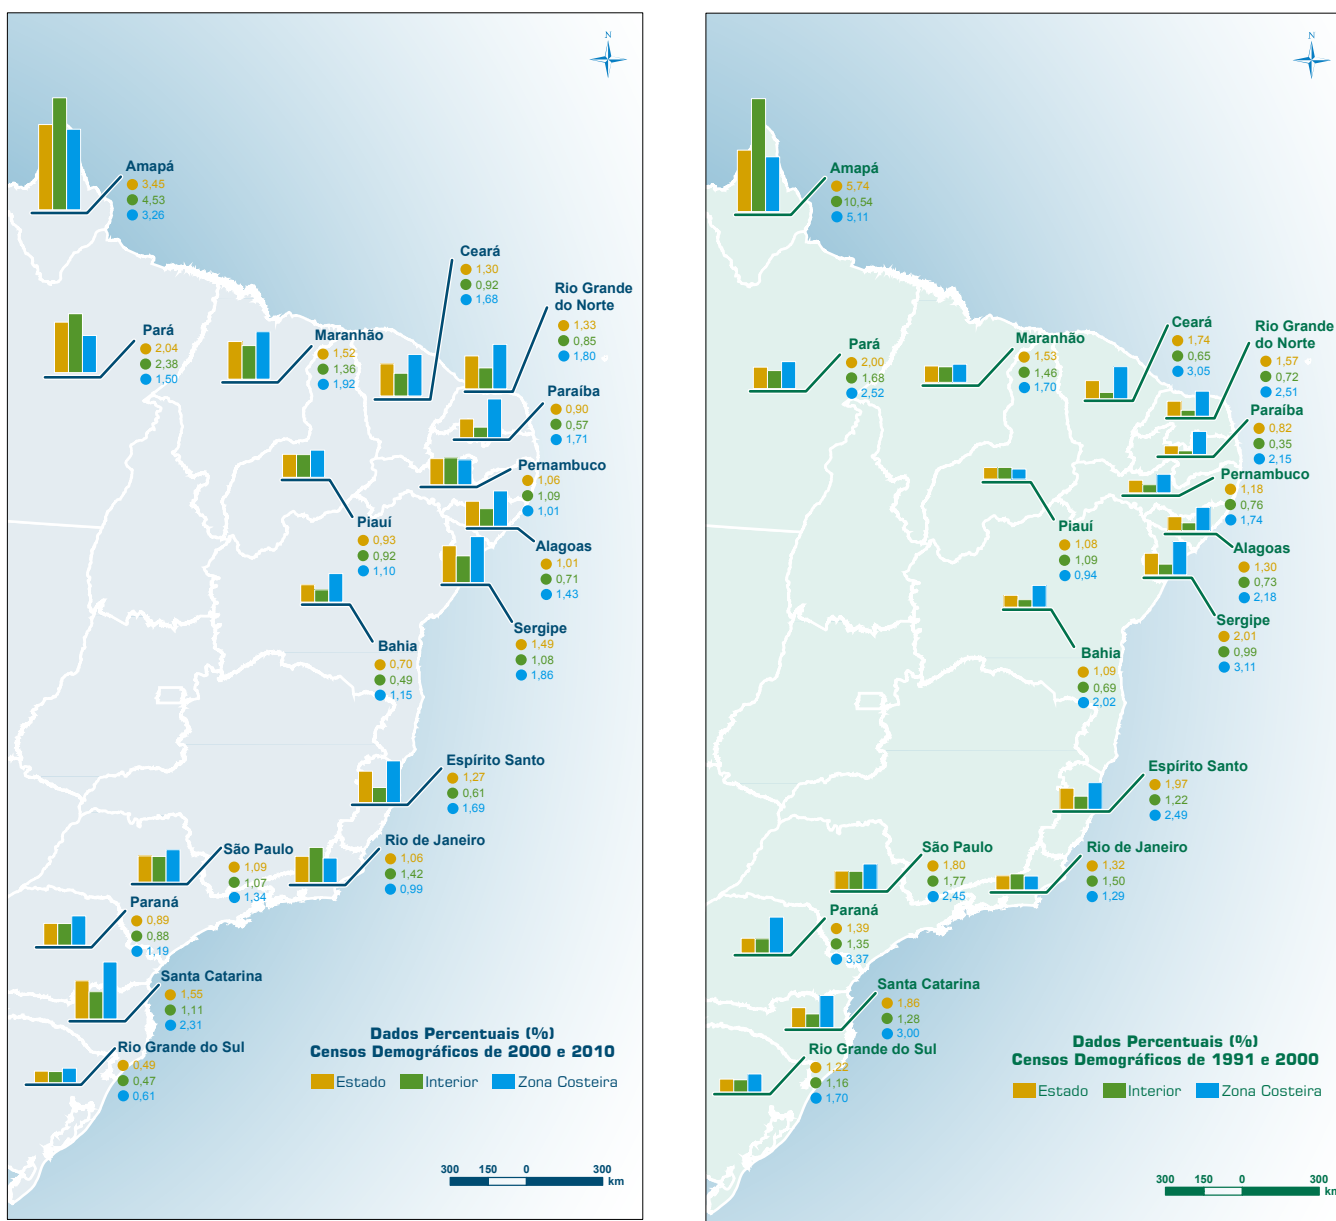 N
Amapá
3,45
4,53
3,26
Ceará
1,30
0,92
1,68
Rio Grande
do Norte
1,33
0,85
1,80
Pará
2,04
2,38
1,50
Maranhão
1,52
1,36
1,92
Paraíba
0,90
0,57
1,71
Pernambuco
1,06
1,09
1,01
Piauí
0,93
0,92
1,10
Alagoas
1,01
0,71
1,43
Sergipe
1,49
1,08
1,86
Bahia
0,70
0,49
1,15
Espírito Santo
1,27
0,61
1,69
São Paulo
1,09
1,07
1,34
Rio de Janeiro
1,06
1,42
0,99
Paraná
0,89
0,88
1,19
Santa Catarina
1,55
1,11
2,31
Rio Grande do Sul
0,49
0,47
0,61
Dados Percentuais (%)
Censos Demográficos de 2000 e 2010
Estado Interior Zona Costeira
300 150 0 300
km
N
Amapá
5,74
10,54
5,11
Ceará
1,74
0,65
3,05
Rio Grande
do Norte
1,57
0,72
2,51
Pará
2,00
1,68
2,52
Maranhão
1,53
1,46
1,70
Paraíba
0,82
0,35
2,15
Pernambuco
1,18
0,76
1,74
Piauí
1,08
1,09
0,94
Alagoas
1,30
0,73
2,18
Sergipe
2,01
0,99
3,11
Bahia
1,09
0,69
2,02
Espírito Santo
1,97
1,22
2,49
São Paulo
1,80
1,77
2,45
Rio de Janeiro
1,32
1,50
1,29
Paraná
1,39
1,35
3,37
Santa Catarina
1,86
1,28
3,00
Rio Grande do Sul
1,22
1,16
1,70
Dados Percentuais (%)
Censos Demográficos de 1991 e 2000
Estado Interior Zona Costeira
300 150 0 300
km